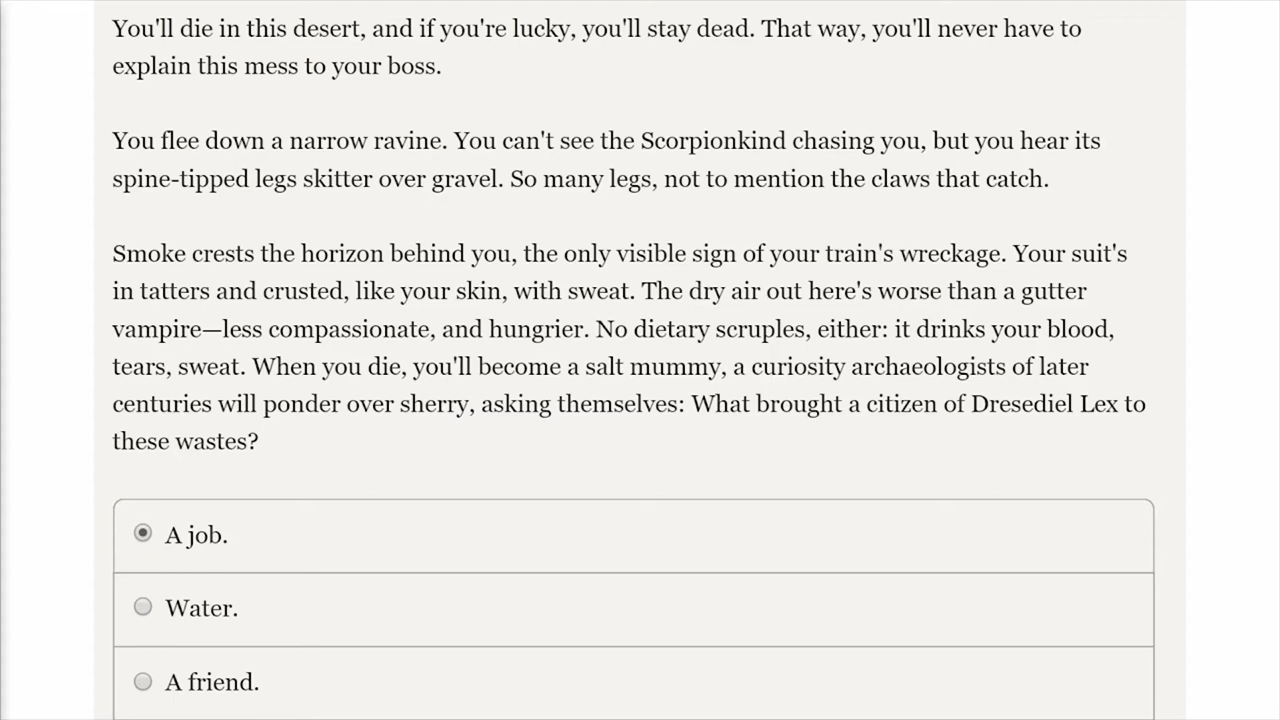 You'll die in this desert, and if you're lucky, you'll stay dead. That way, you'll never have to
explain this mess to your boss.
You flee down a narrow ravine. You can't see the Scorpionkind chasing you, but you hear its
spine-tipped legs skitter over gravel. So many legs, not to mention the claws that catch.
Smoke crests the horizon behind you, the only visible sign of your train's wreckage. Your suit's
in tatters and crusted, like your skin, with sweat. The dry air out here's worse than a gutter
vampire—less compassionate, and hungrier. No dietary scruples, either: it drinks your blood,
tears, sweat. When you die, you'll become a salt mummy, a curiosity archaeologists of later
centuries will ponder over sherry, asking themselves: What brought a citizen of Dresediel Lex to
these wastes?
A job.
Water.
A friend.